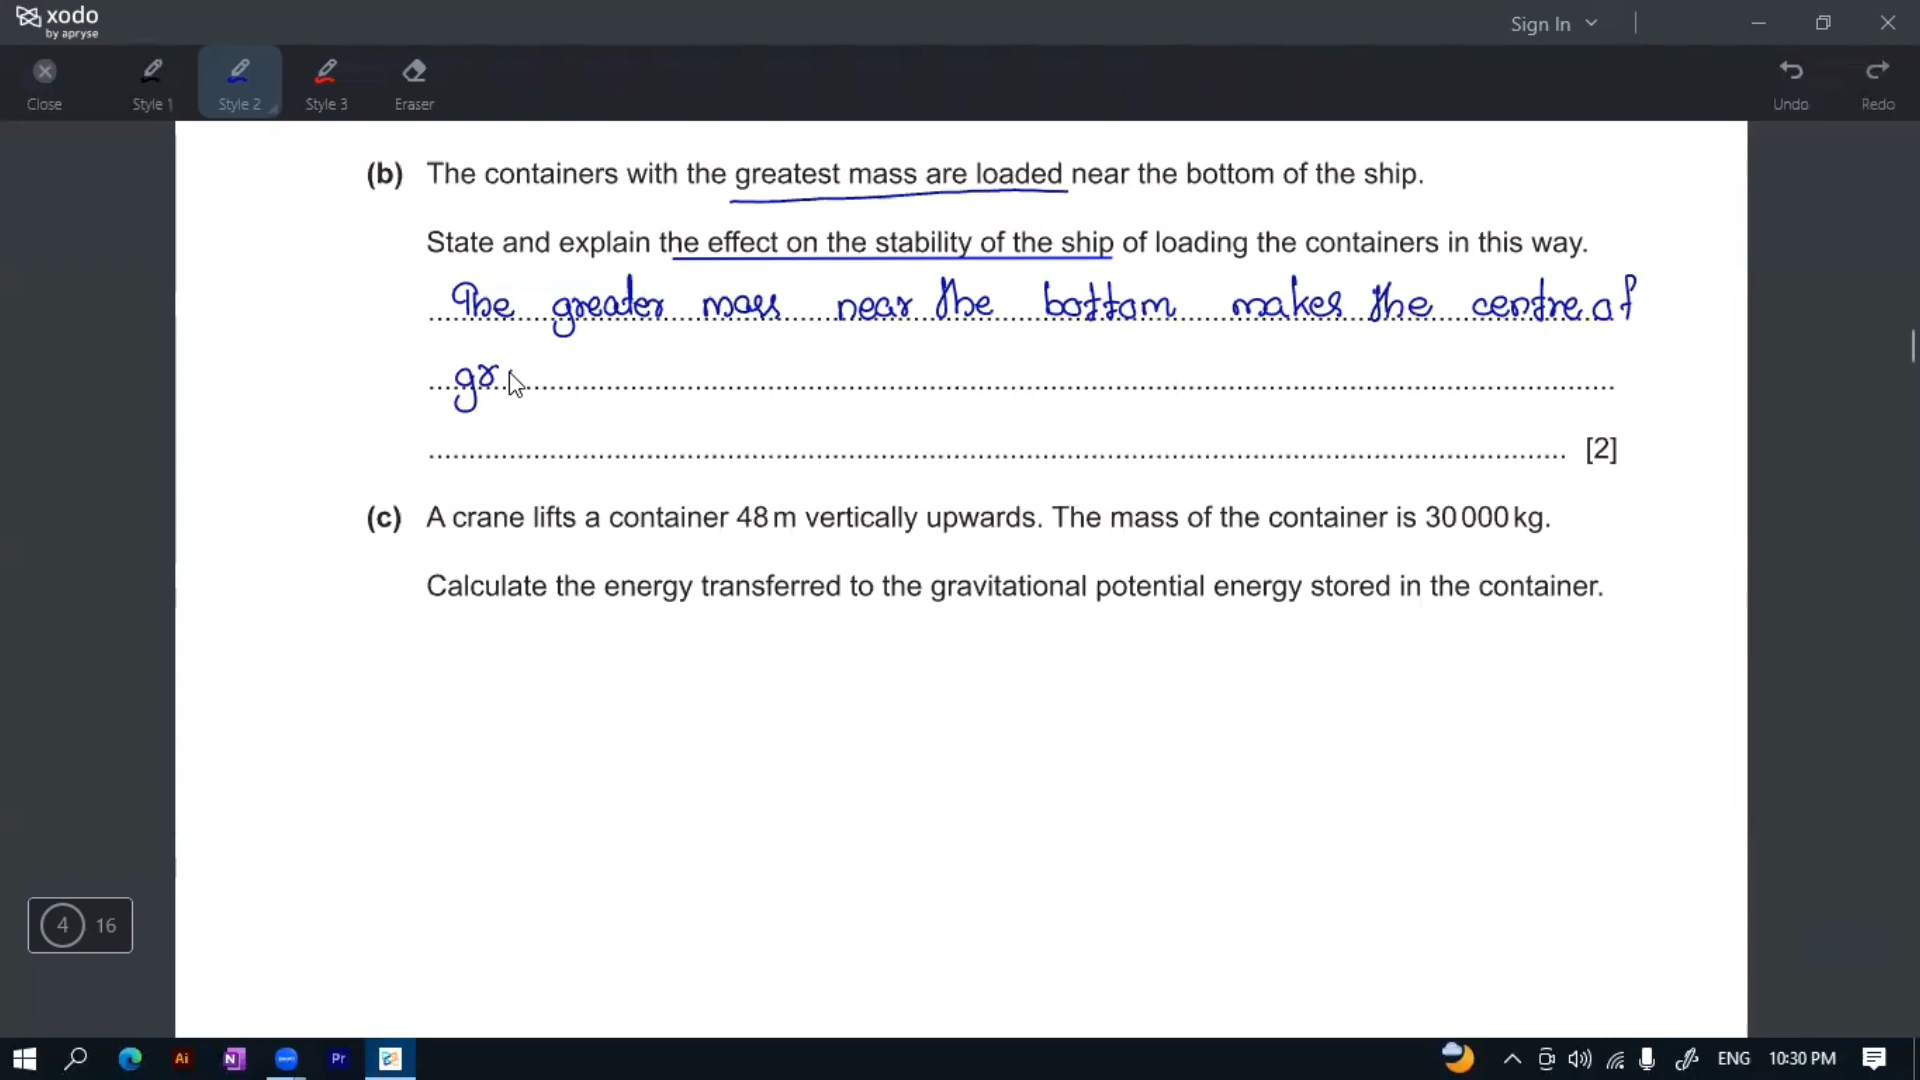 xodo
by apryse
Sign In
Close
Style 1
Style 2
Style 3
Eraser
Undo
Redo
(b) The containers with the greatest mass are loaded near the bottom of the ship.
State and explain the effect on the stability of the ship of loading the containers in this way.
The greater mass near the bottom makes the centre of
gr
[2]
(c) A crane lifts a container 48 m vertically upwards. The mass of the container is 30 000 kg.
Calculate the energy transferred to the gravitational potential energy stored in the container.
4 16
Ai
N
zoom
Pr
ENG
10:30 PM